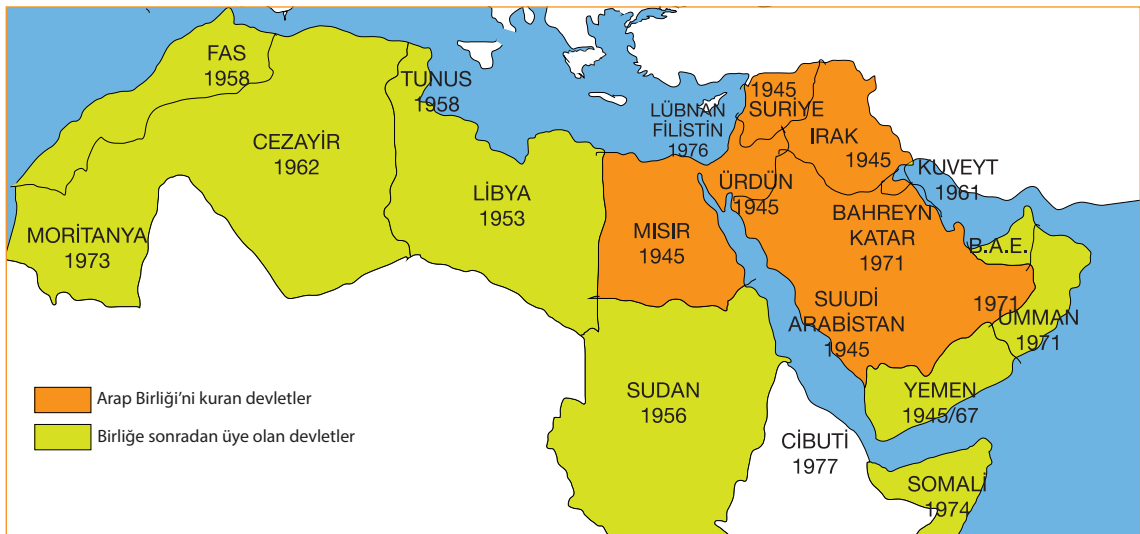 FAS
1958
TUNUS
1958
CEZAYİR
1962
LİBYA
1953
MORİTANYA
1973
MISIR
1945
SUDAN
1956
LÜBNAN
FİLİSTİN
1976
1945
SURİYE
IRAK
1945
ÜRDÜN
1945
KUVEYT
1961
BAHREYN
KATAR
1971
B.A.E.
1971
SUUDİ
ARABİSTAN
1945
UMMAN
1971
YEMEN
1945/67
CİBUTİ
1977
SOMALİ
1974
Arap Birliği’ni kuran devletler
Birliğe sonradan üye olan devletler